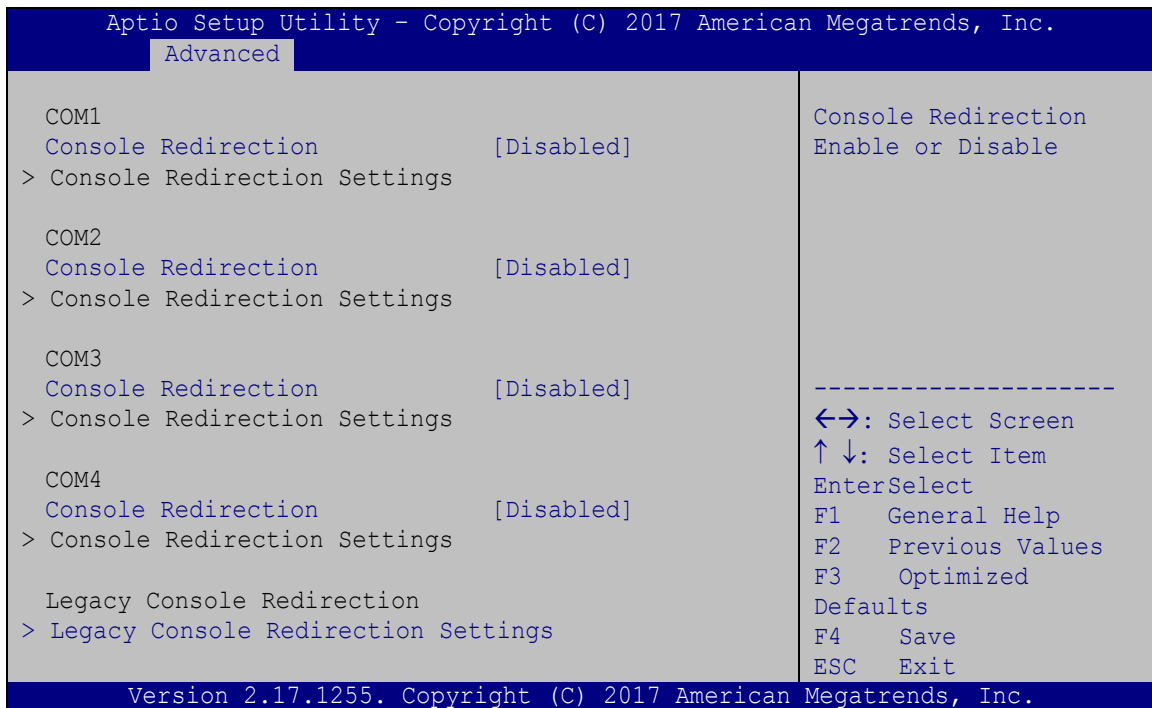 Aptio Setup Utility – Copyright (C) 2017 American Megatrends, Inc.
Advanced
COM1
Console Redirection [Disabled]
> Console Redirection Settings
COM2
Console Redirection [Disabled]
> Console Redirection Settings
COM3
Console Redirection [Disabled]
> Console Redirection Settings
COM4
Console Redirection [Disabled]
> Console Redirection Settings
Legacy Console Redirection
> Legacy Console Redirection Settings
Console Redirection
Enable or Disable
---------------------
←→: Select Screen
↑ ↓: Select Item
EnterSelect
F1 General Help
F2 Previous Values
F3 Optimized
Defaults
F4 Save
ESC Exit
Version 2.17.1255. Copyright (C) 2017 American Megatrends, Inc.